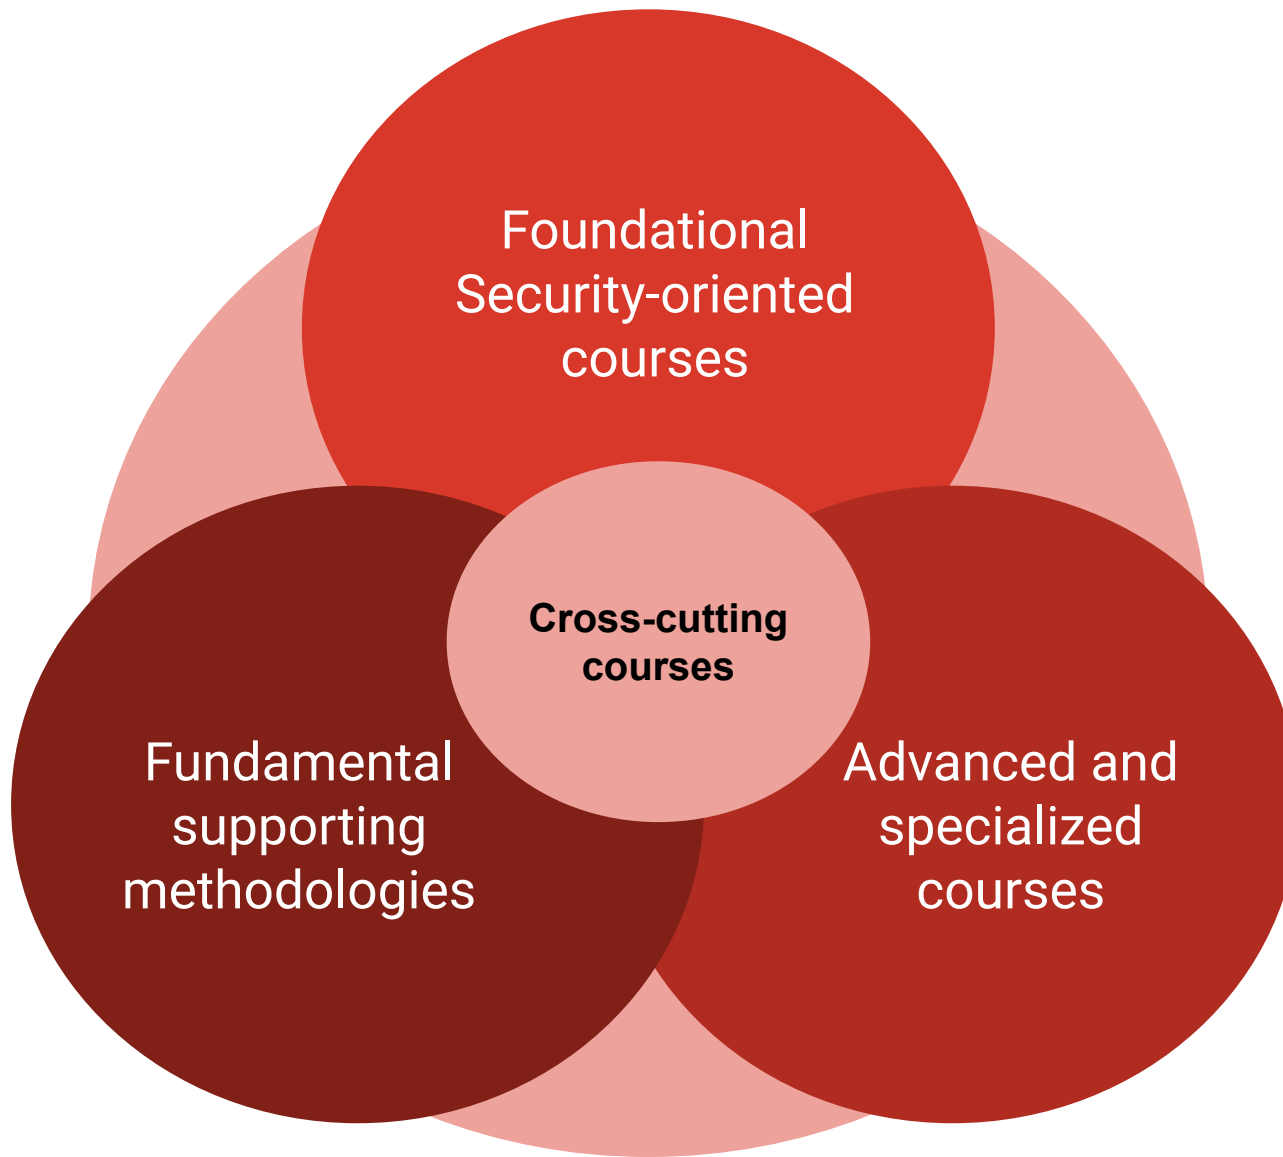 Foundational
Security-oriented
courses
Cross-cutting
courses
Fundamental
supporting
methodologies
Advanced and
specialized
courses